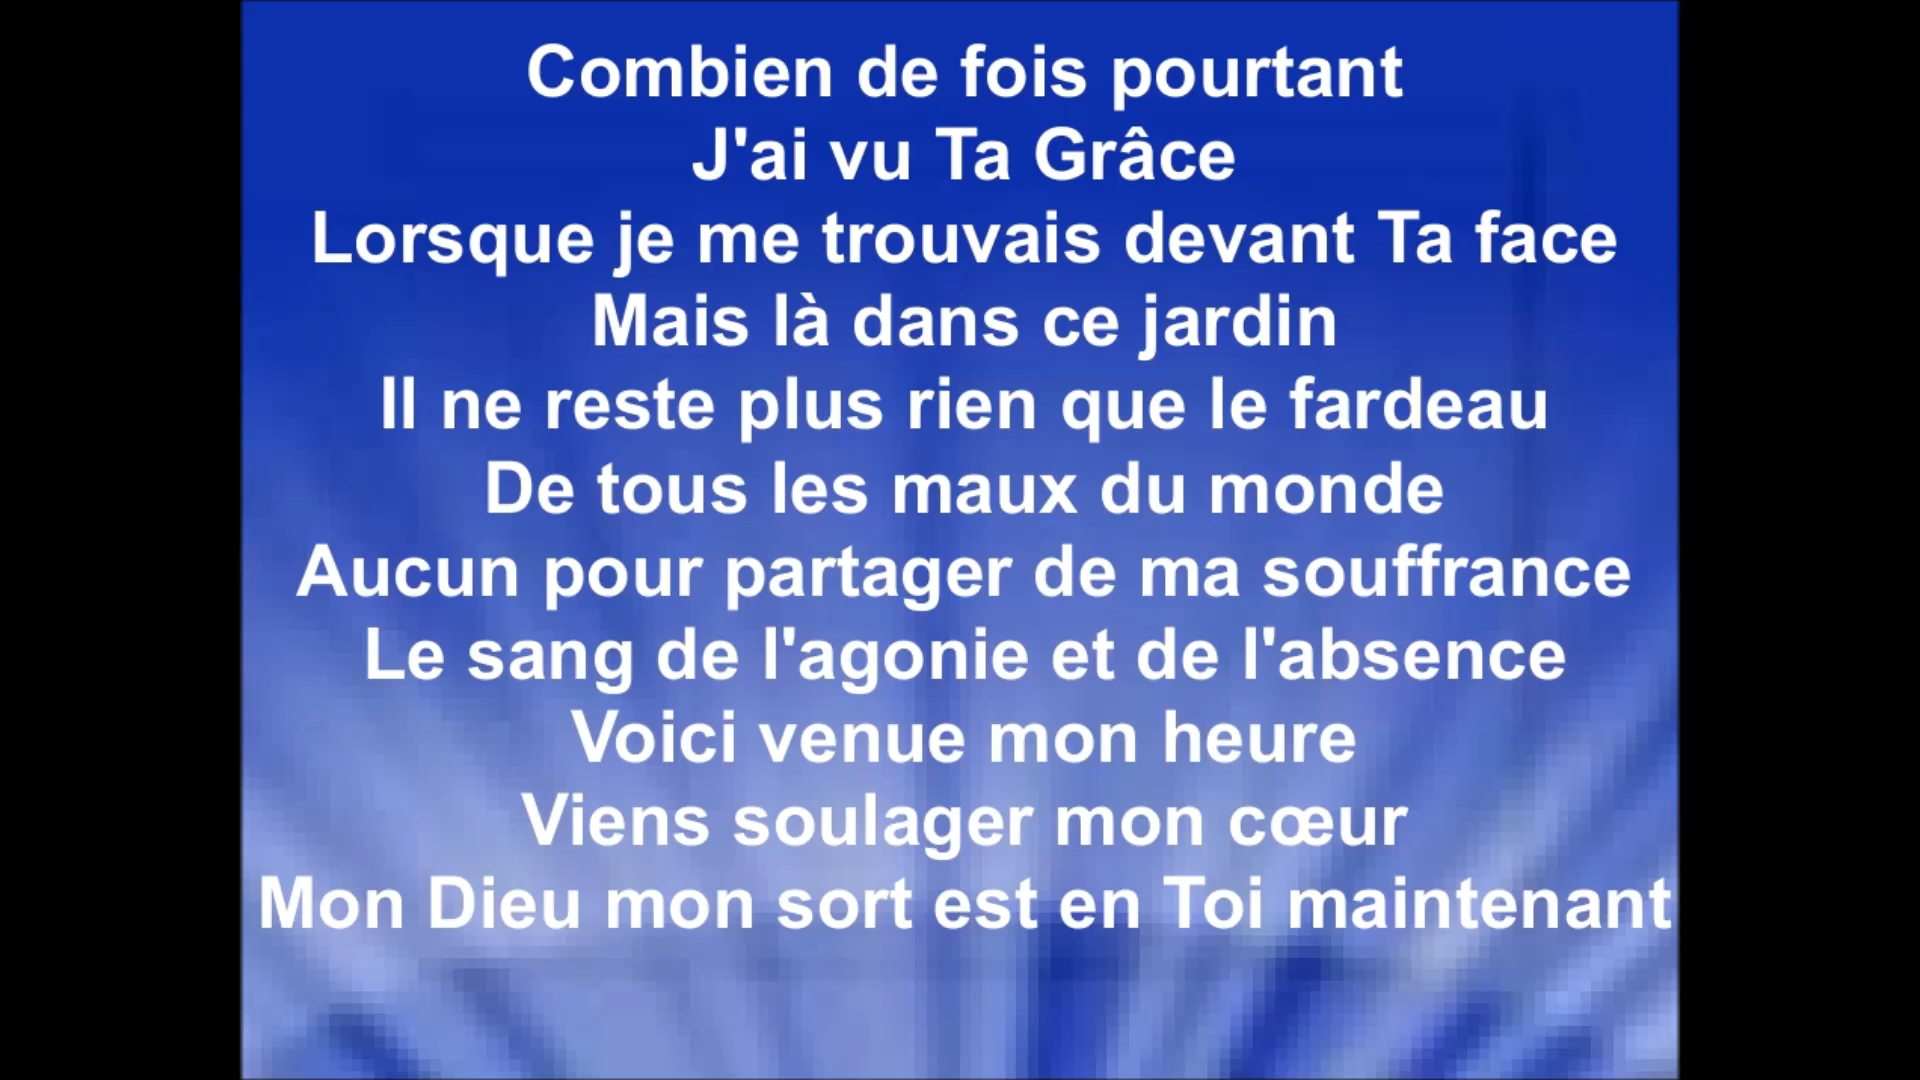 Combien de fois pourtant
J'ai vu Ta Grâce
Lorsque je me trouvais devant Ta face
Mais là dans ce jardin
Il ne reste plus rien que le fardeau
De tous les maux du monde
Aucun pour partager de ma souffrance
Le sang de l'agonie et de l'absence
Voici venue mon heure
Viens soulager mon cœur
Mon Dieu mon sort est en Toi maintenant